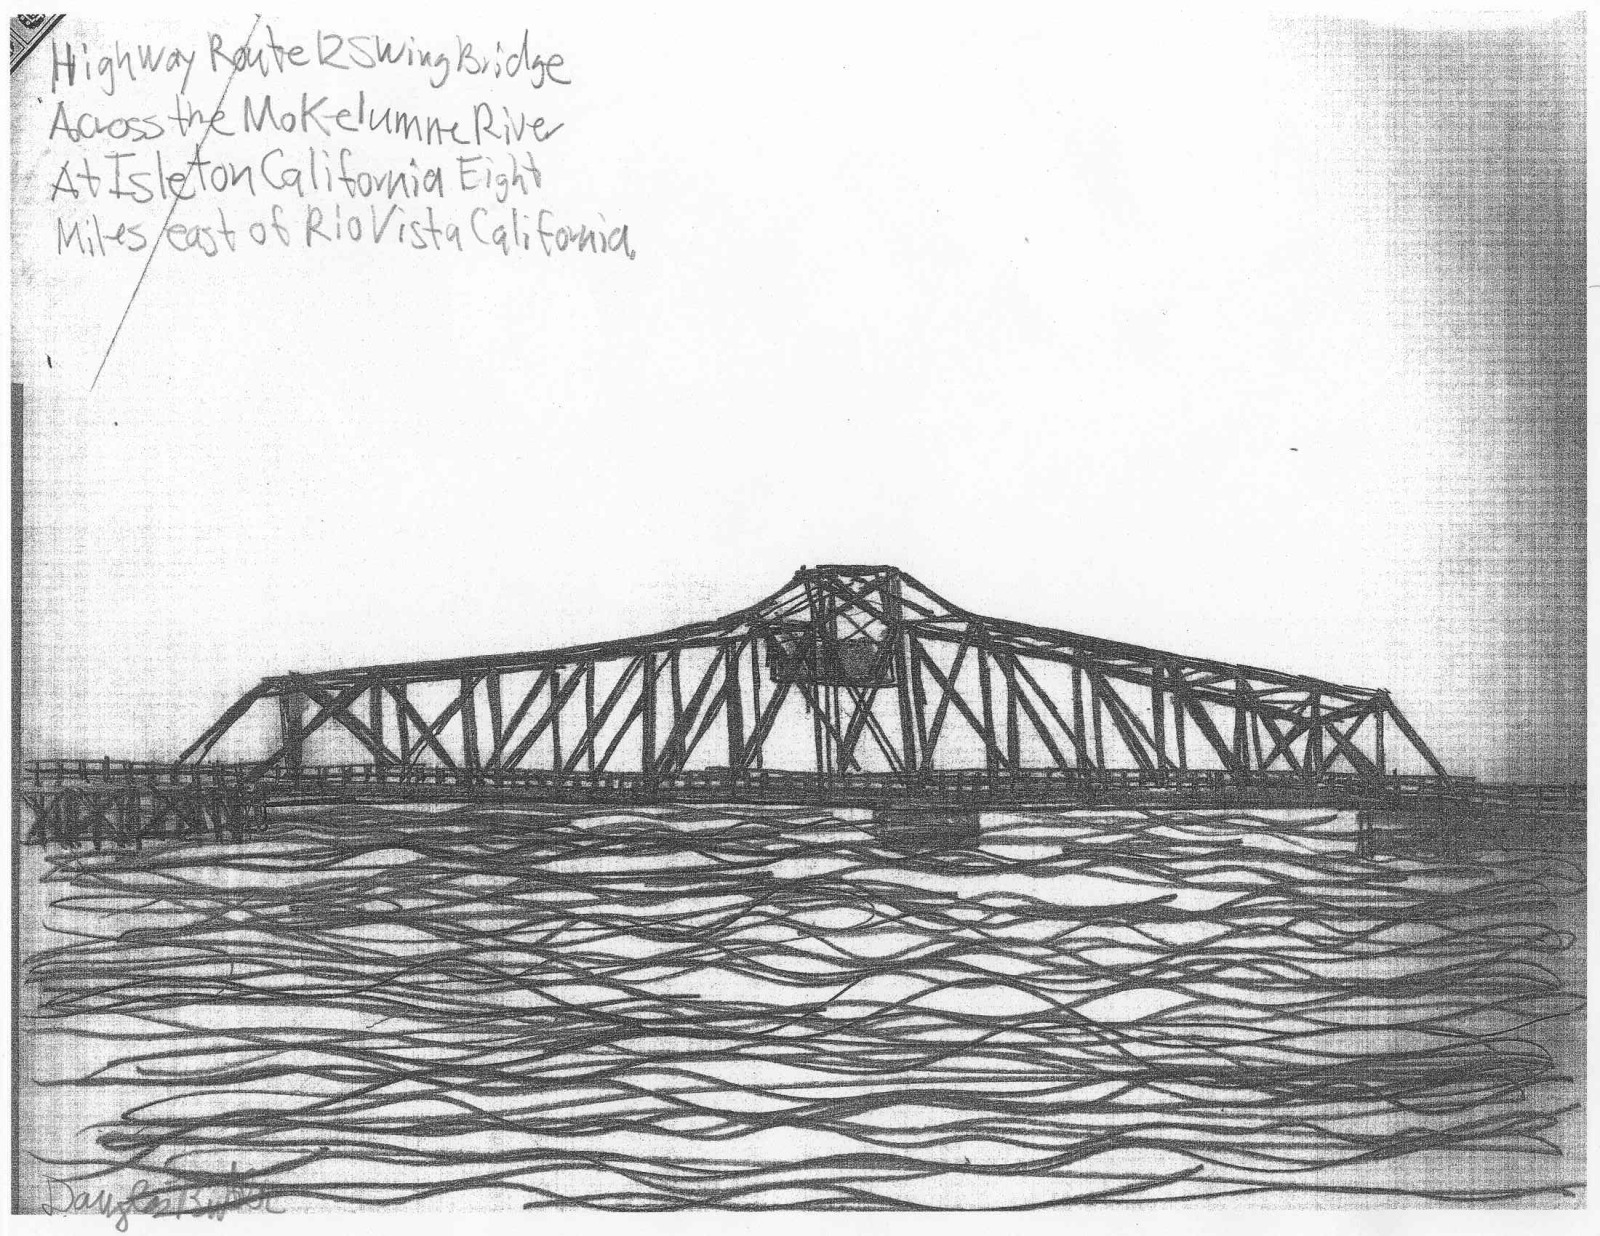 Highway Route 12 Swing Bridge
Across the Mokelumne River
At Isleton California Eight
Miles east of Rio Vista California.
Douglas